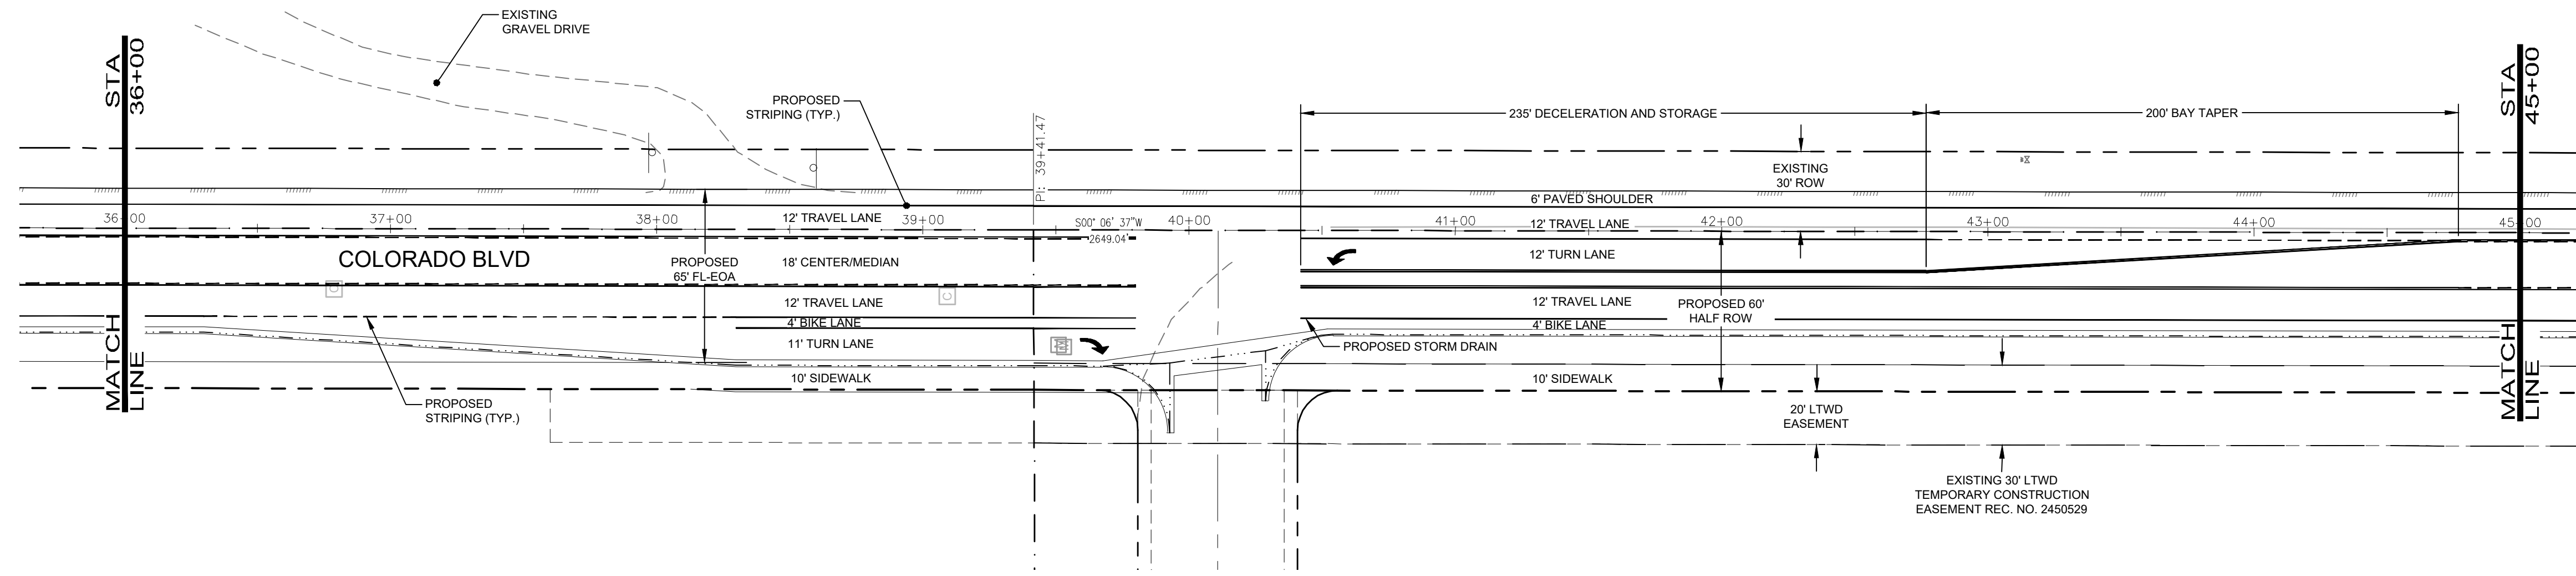 EXISTING
GRAVEL DRIVE
STA
36+00
MATCH
LINE
PROPOSED
STRIPING (TYP.)
PI: 39+41.47
235' DECELERATION AND STORAGE
200' BAY TAPER
STA
45+00
MATCH
LINE
EXISTING
30' ROW
6' PAVED SHOULDER
36+00
37+00
38+00
12' TRAVEL LANE
39+00
S00° 06' 37"W
2649.04'
40+00
41+00
12' TRAVEL LANE
42+00
43+00
44+00
45+00
COLORADO BLVD
PROPOSED
65' FL-EOA
18' CENTER/MEDIAN
12' TURN LANE
C
C
12' TRAVEL LANE
12' TRAVEL LANE
PROPOSED 60'
HALF ROW
4' BIKE LANE
4' BIKE LANE
11' TURN LANE
PROPOSED STORM DRAIN
10' SIDEWALK
10' SIDEWALK
PROPOSED
STRIPING (TYP.)
20' LTWD
EASEMENT
EXISTING 30' LTWD
TEMPORARY CONSTRUCTION
EASEMENT REC. NO. 2450529